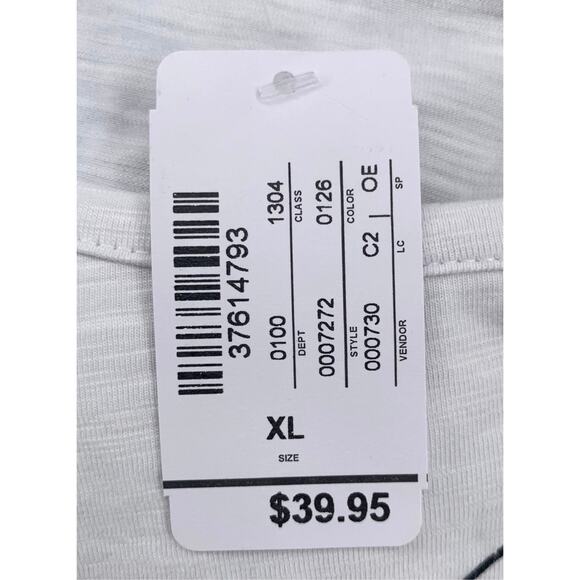 37614793
0100 1304
DEPT CLASS
0007272 0126
STYLE COLOR
000730 C2 | OE
VENDOR LC SP
XL
SIZE
$39.95